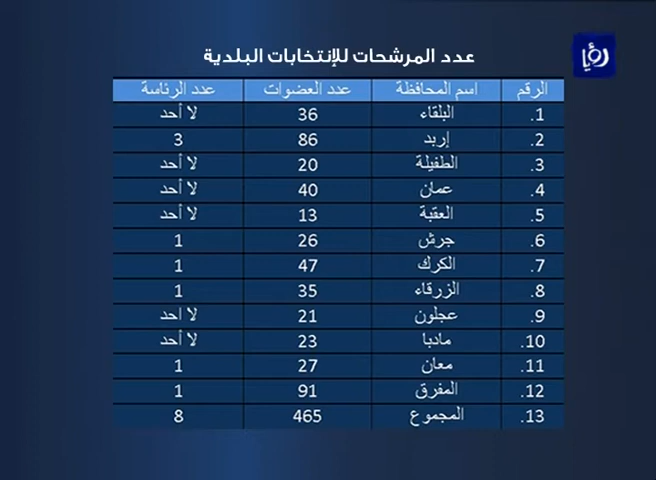 عدد المرشحات للإنتخابات البلدية
رؤيا
الرقم اسم المحافظة عدد العضوات عدد الرئاسة
1. البلقاء 36 لا أحد
2. إربد 86 3
3. الطفيلة 20 لا أحد
4. عمان 40 لا أحد
5. العقبة 13 لا أحد
6. جرش 26 1
7. الكرك 47 1
8. الزرقاء 35 1
9. عجلون 21 لا احد
10. مادبا 23 لا أحد
11. معان 27 1
12. المفرق 91 1
13. المجموع 465 8